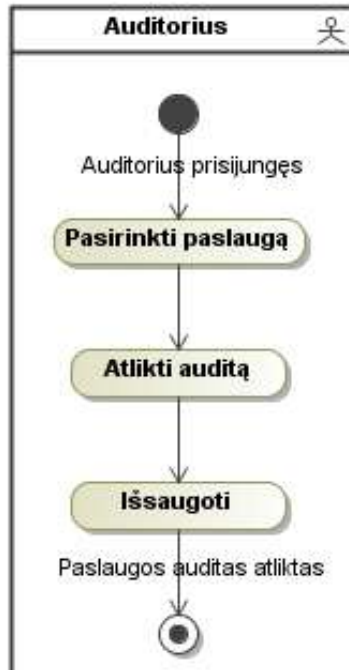 Auditorius
Auditorius prisijungęs
Pasirinkti paslaugą
Atlikti auditą
Išsaugoti
Paslaugos auditas atliktas